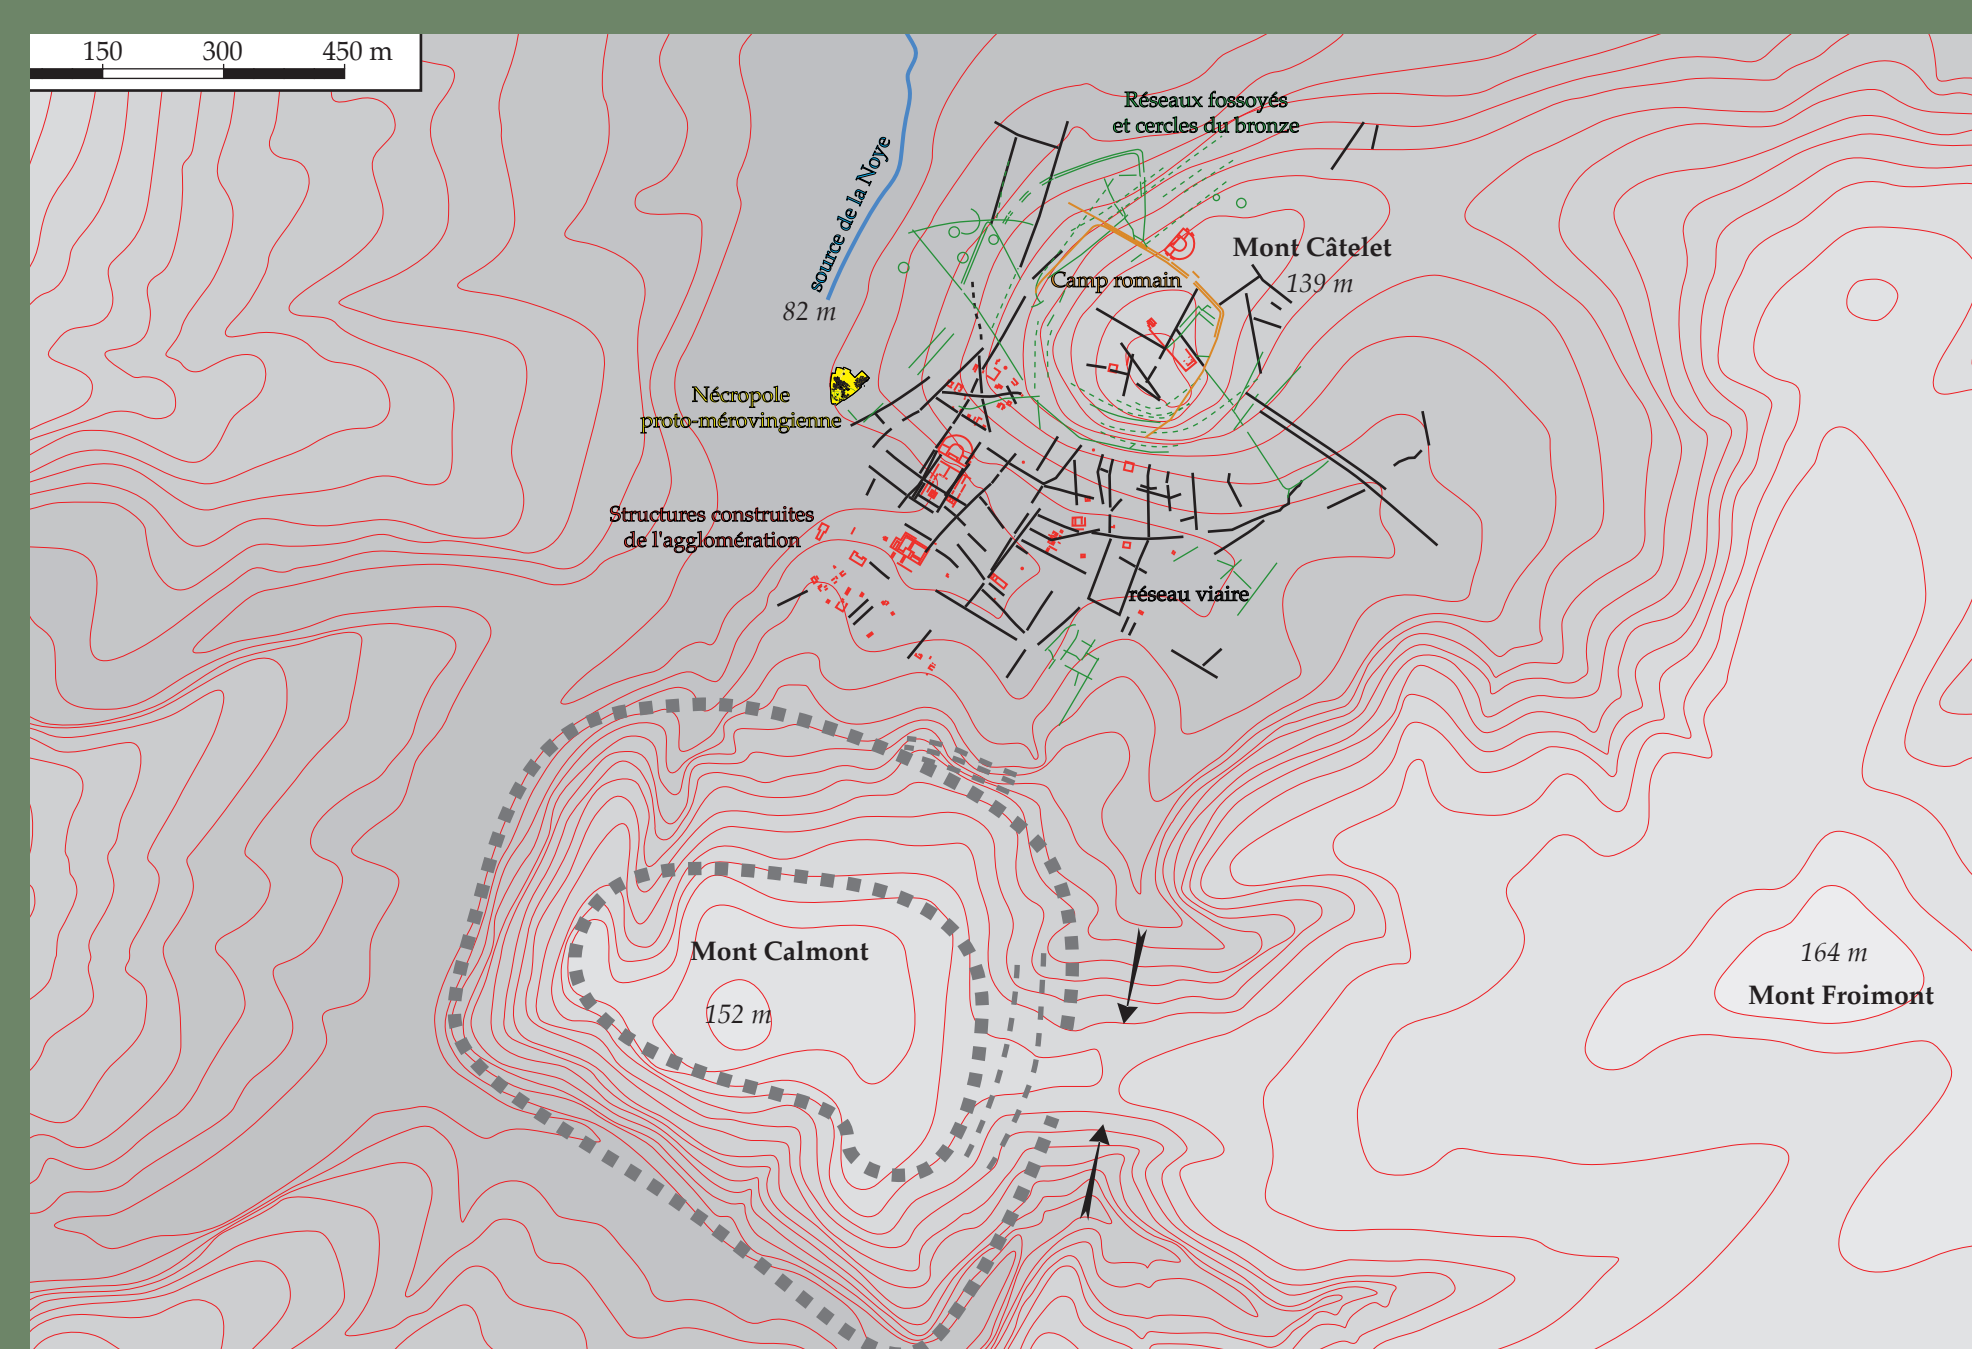 150 300 450 m
Réseaux fossoyés
et cercles du bronze
source de la Noye
Mont Câtelet
139 m
Camp romain
82 m
Nécropole
proto-mérovingienne
Structures construites
de l'agglomération
réseau viaire
Mont Calmont
152 m
164 m
Mont Froimont